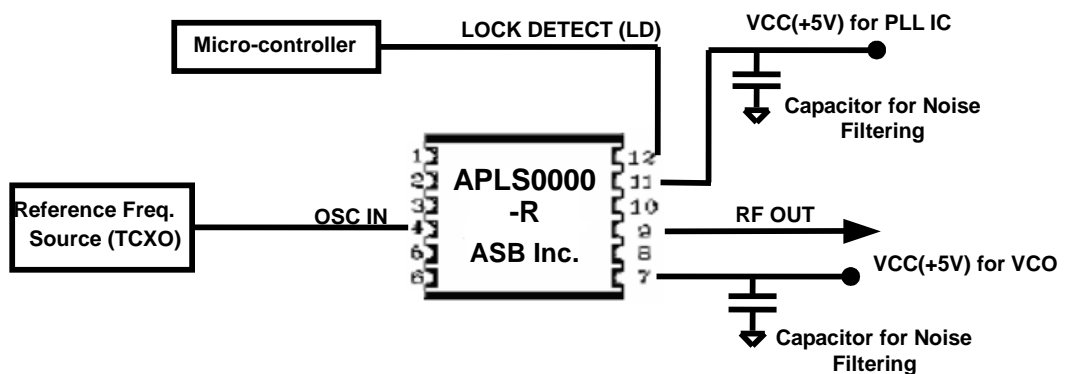 LOCK DETECT (LD)
VCC(+5V) for PLL IC
Micro-controller
Capacitor for Noise
Filtering
1
2
3
4
5
6
12
11
10
9
8
7
APLS0000
-R
ASB Inc.
Reference Freq.
Source (TCXO)
OSC IN
RF OUT
VCC(+5V) for VCO
Capacitor for Noise
Filtering